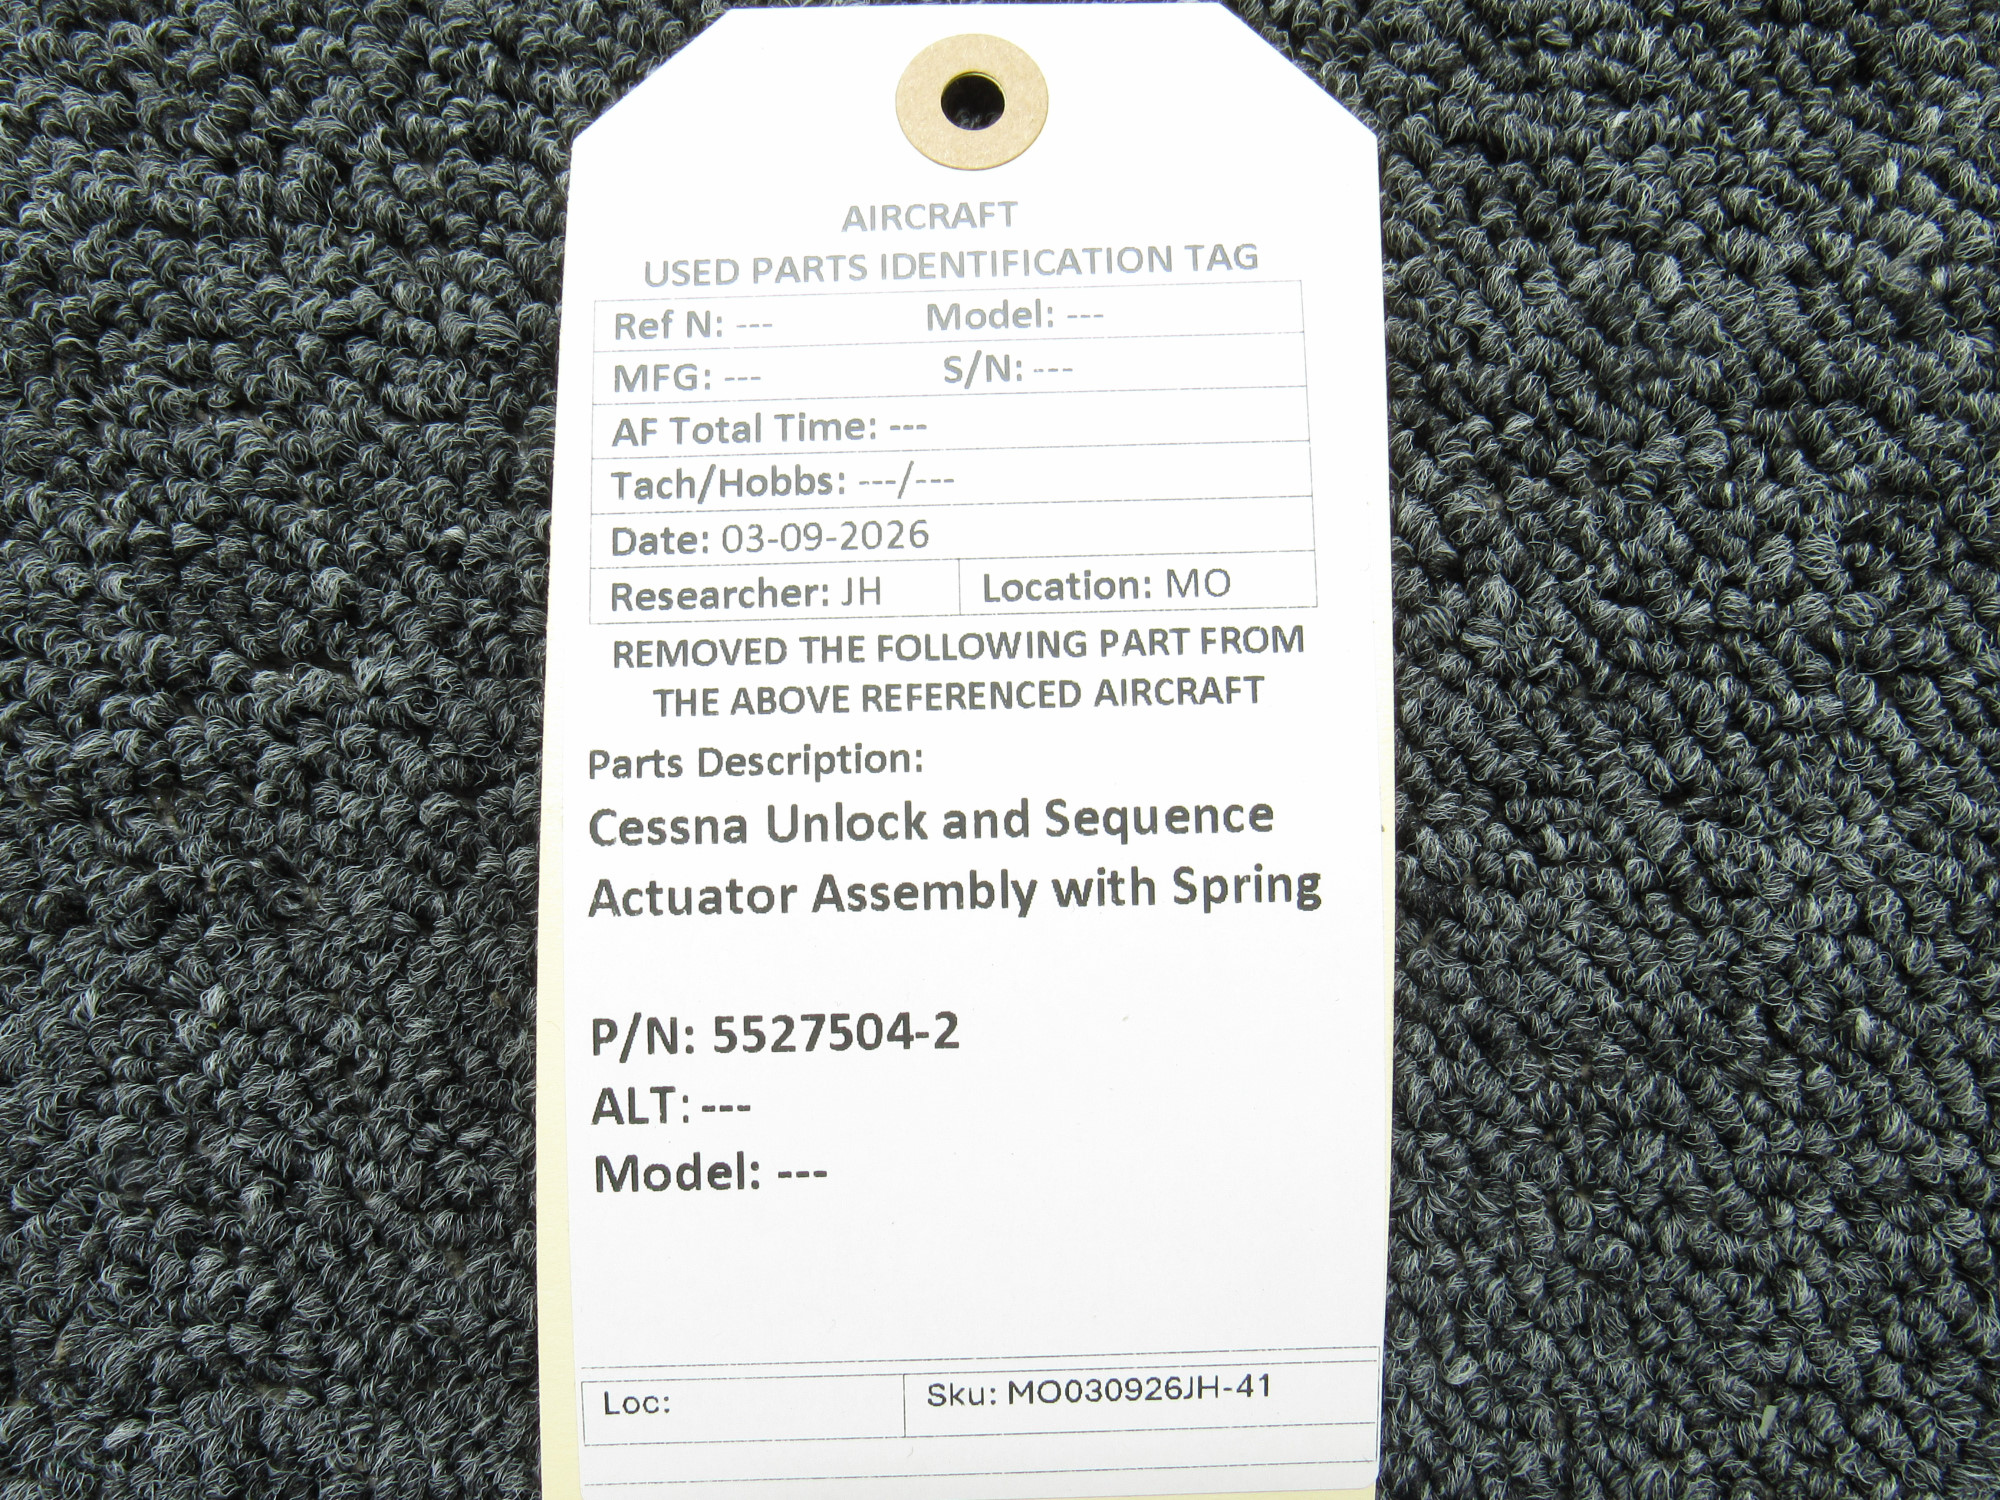 AIRCRAFT
USED PARTS IDENTIFICATION TAG
Ref N: --- Model: ---
MFG: --- S/N: ---
AF Total Time: ---
Tach/Hobbs: ---/---
Date: 03-09-2026
Researcher: JH Location: MO
REMOVED THE FOLLOWING PART FROM
THE ABOVE REFERENCED AIRCRAFT
Parts Description:
Cessna Unlock and Sequence
Actuator Assembly with Spring
P/N: 5527504-2
ALT: ---
Model: ---
Loc: Sku: MO030926JH-41